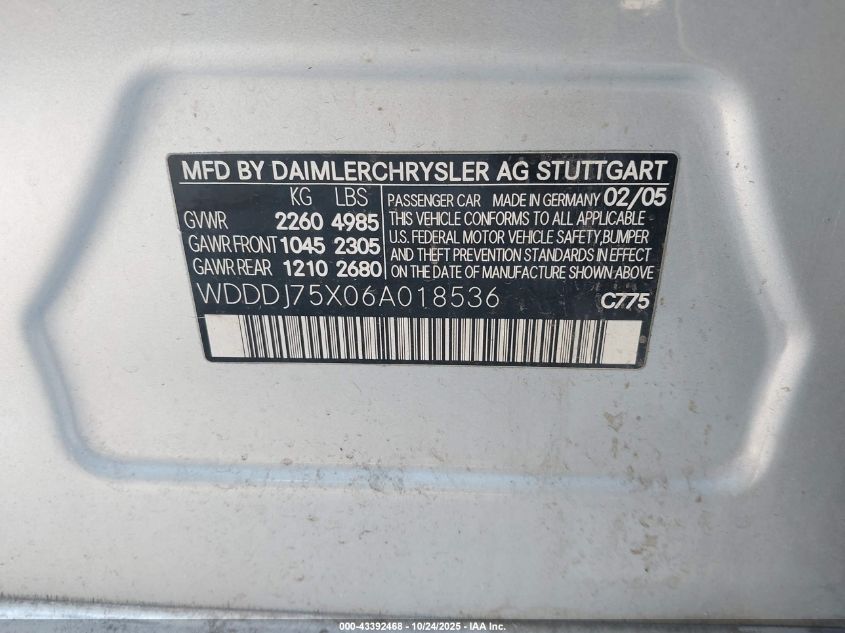 MFD BY DAIMLERCHRYSLER AG STUTTGART
KG LBS
GVWR 2260 4985
GAWR FRONT 1045 2305
GAWR REAR 1210 2680
PASSENGER CAR MADE IN GERMANY 02/05
THIS VEHICLE CONFORMS TO ALL APPLICABLE
U.S. FEDERAL MOTOR VEHICLE SAFETY,BUMPER
AND THEFT PREVENTION STANDARDS IN EFFECT
ON THE DATE OF MANUFACTURE SHOWN ABOVE
WDDDJ75X06A018536 C775
000-43392468 - 10/24/2025 - IAA Inc.